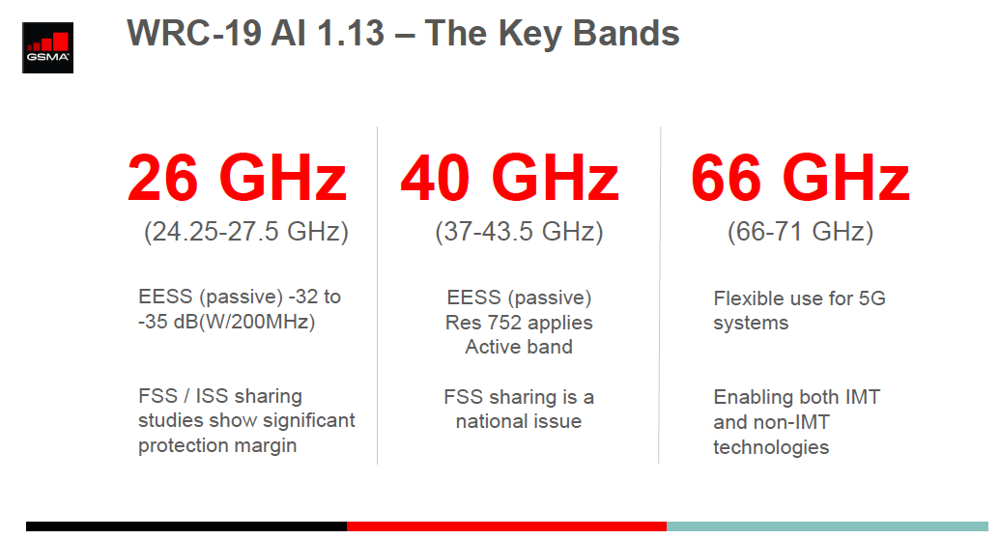 GSMA
WRC-19 AI 1.13 – The Key Bands
26 GHz
(24.25-27.5 GHz)
EESS (passive) -32 to
-35 dB(W/200MHz)
FSS / ISS sharing
studies show significant
protection margin
40 GHz
(37-43.5 GHz)
EESS (passive)
Res 752 applies
Active band
FSS sharing is a
national issue
66 GHz
(66-71 GHz)
Flexible use for 5G
systems
Enabling both IMT
and non-IMT
technologies